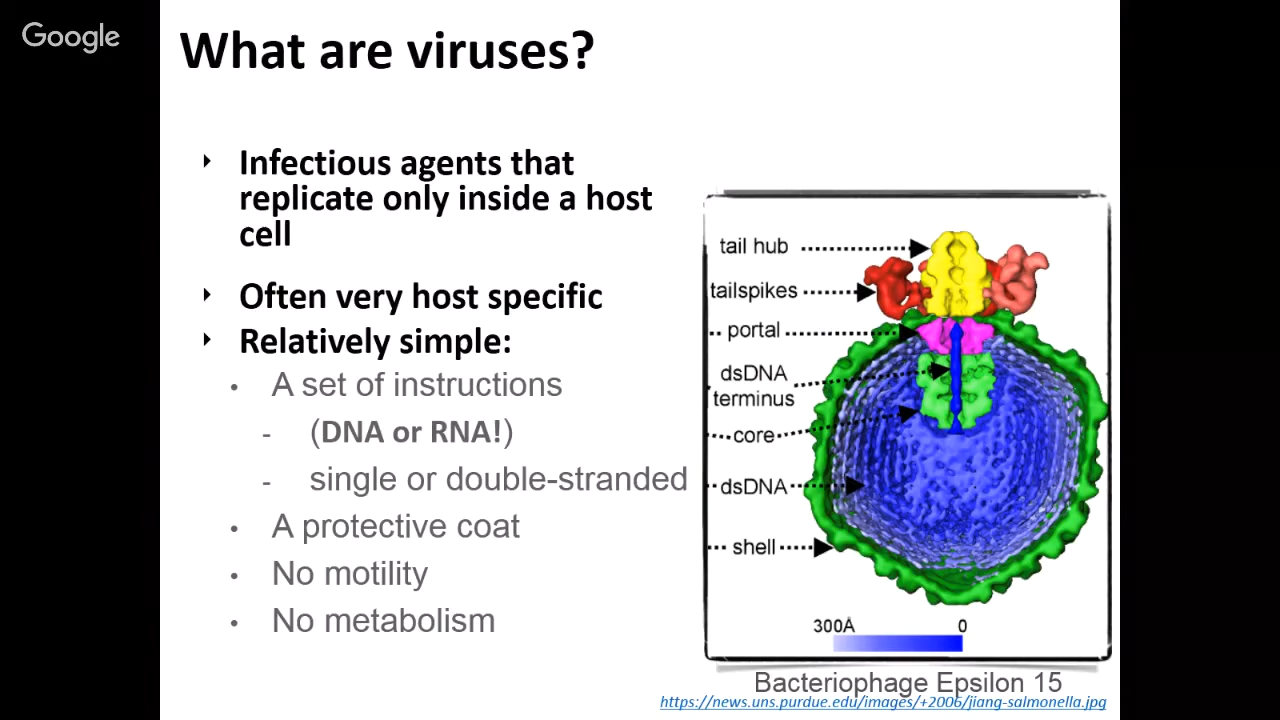 Google
What are viruses?
‣ Infectious agents that
replicate only inside a host
cell
‣ Often very host specific
‣ Relatively simple:
• A set of instructions
- (DNA or RNA!)
- single or double-stranded
• A protective coat
• No motility
• No metabolism
tail hub
tailspikes
portal
dsDNA
terminus
core
dsDNA
shell
300Å 0
Bacteriophage Epsilon 15
https://news.uns.purdue.edu/images/+2006/jiang-salmonella.jpg